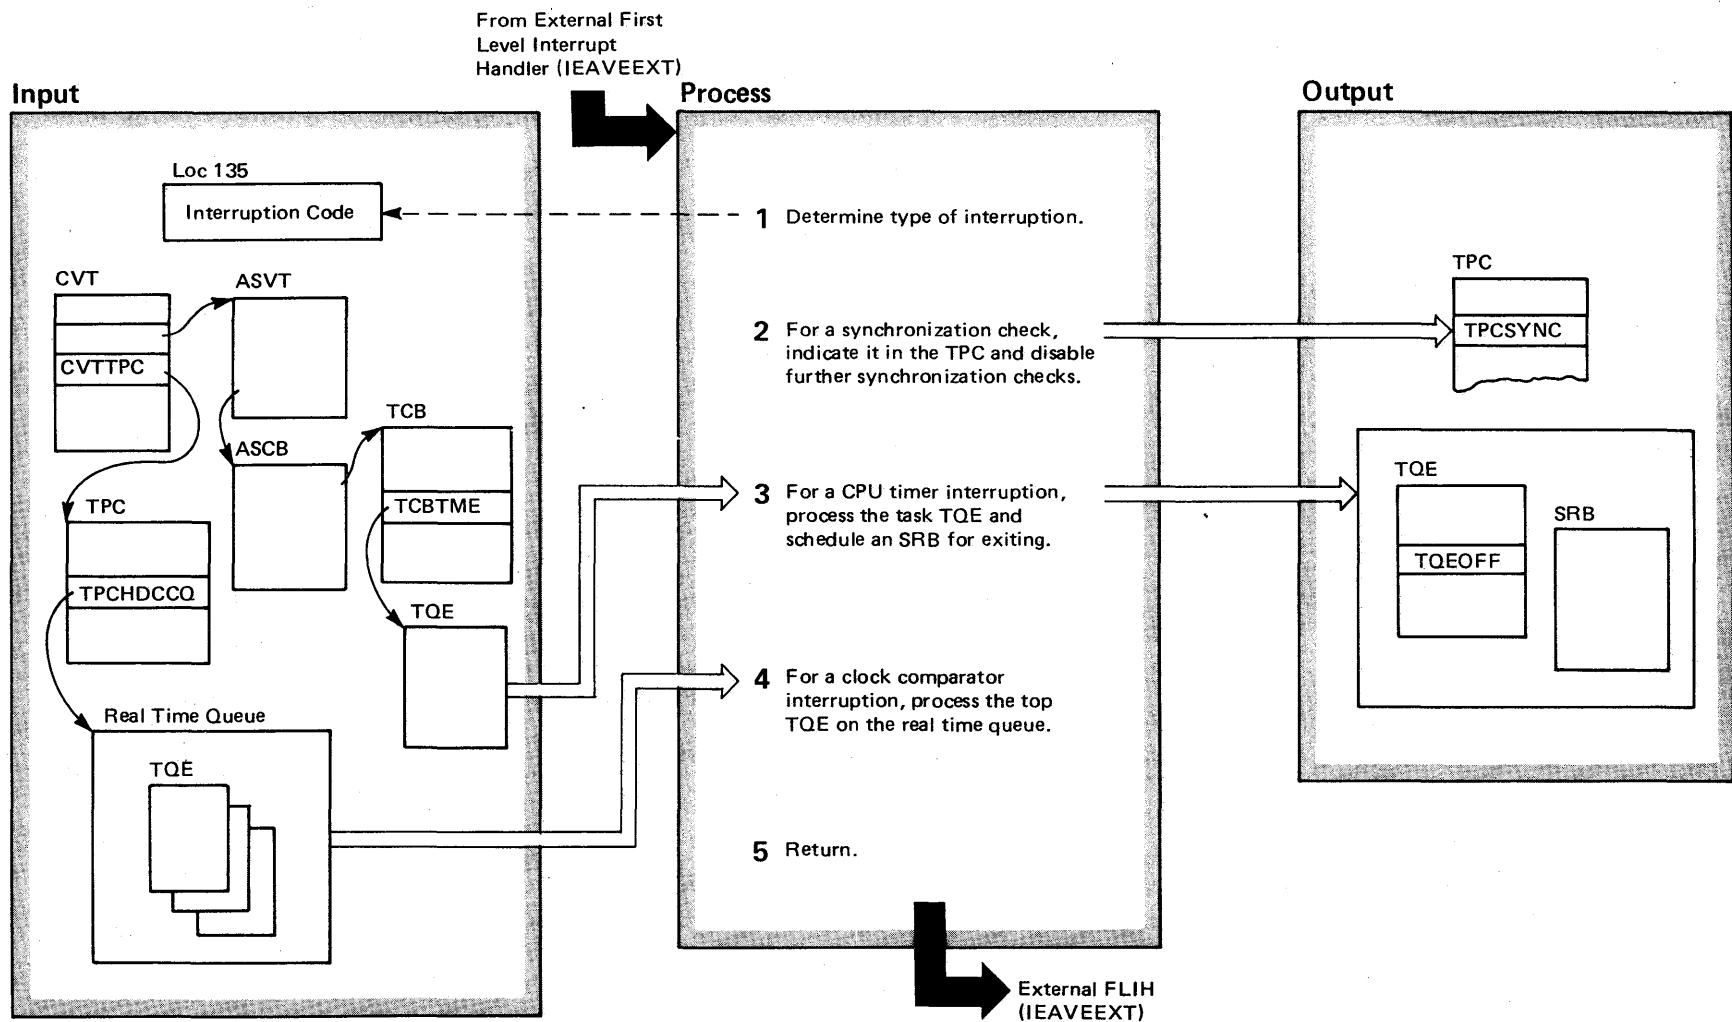 From External First
Level Interrupt
Handler (IEAVEEXT)
Input
Loc 135
Interruption Code
CVT
ASVT
CVTTPC
TCB
ASCB
TPC
TCBTME
TPCHDCCQ
TQE
Real Time Queue
TQE
Process
1 Determine type of interruption.
2 For a synchronization check,
indicate it in the TPC and disable
further synchronization checks.
3 For a CPU timer interruption,
process the task TQE and
schedule an SRB for exiting.
4 For a clock comparator
interruption, process the top
TQE on the real time queue.
5 Return.
External FLIH
(IEAVEEXT)
Output
TPC
TPCSYNC
TQE
SRB
TQEOFF